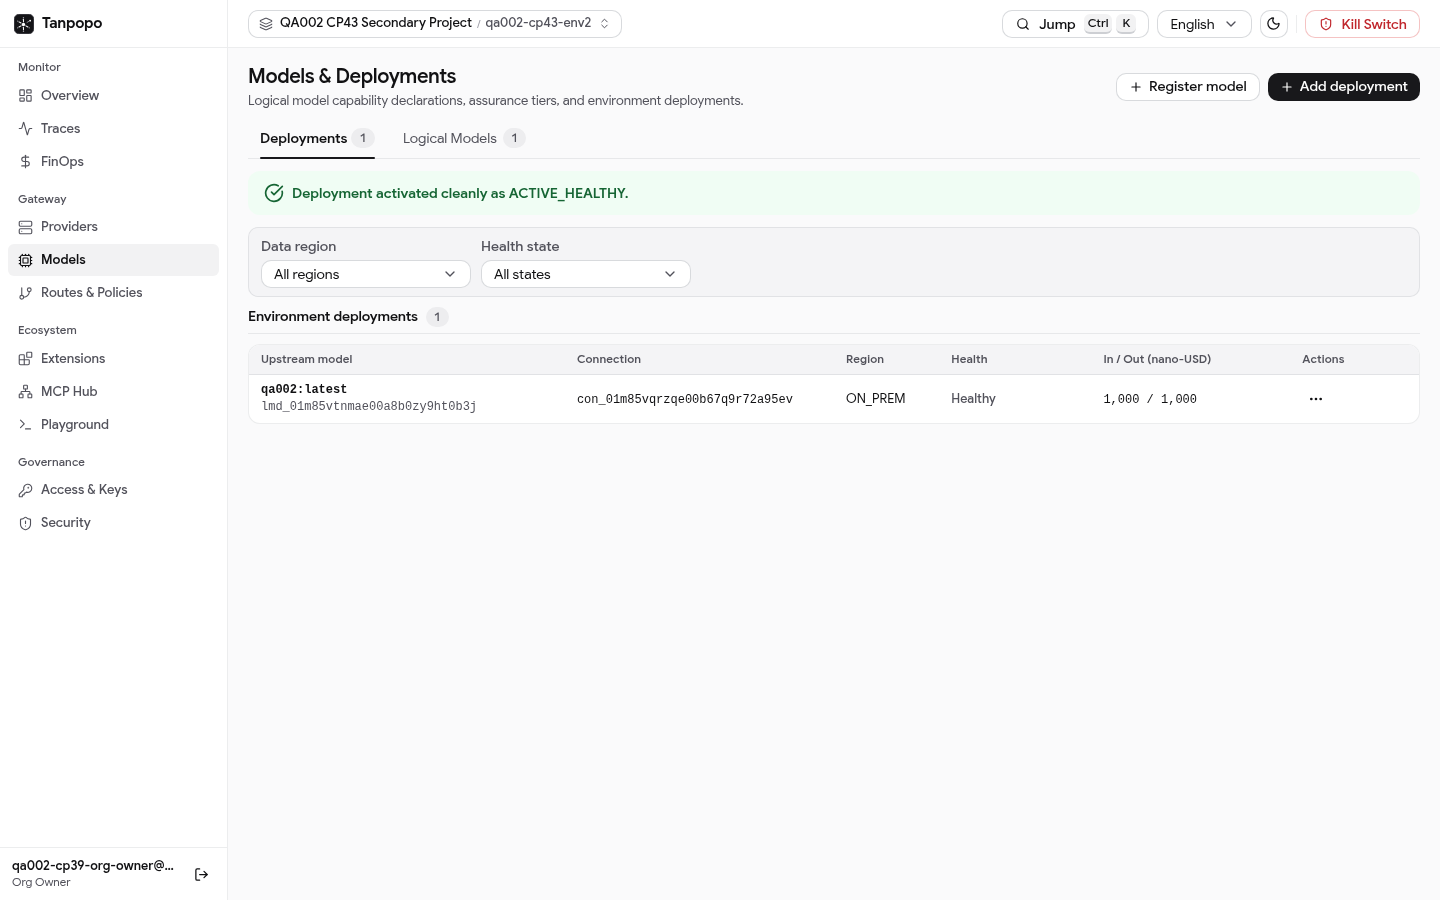 Tanpopo
QA002 CP43 Secondary Project / qa002-cp43-env2
Jump Ctrl K
English
Kill Switch
Monitor
Overview
Traces
FinOps
Gateway
Providers
Models
Routes & Policies
Ecosystem
Extensions
MCP Hub
Playground
Governance
Access & Keys
Security
qa002-cp39-org-owner@...
Org Owner
Models & Deployments
Logical model capability declarations, assurance tiers, and environment deployments.
Register model
Add deployment
Deployments 1
Logical Models 1
Deployment activated cleanly as ACTIVE_HEALTHY.
Data region
All regions
Health state
All states
Environment deployments 1
Upstream model Connection Region Health In / Out (nano-USD) Actions
qa002:latest
lmd_01m85vtnmae00a8b0zy9ht0b3j
con_01m85vqrzqe00b67q9r72a95ev ON_PREM Healthy 1,000 / 1,000